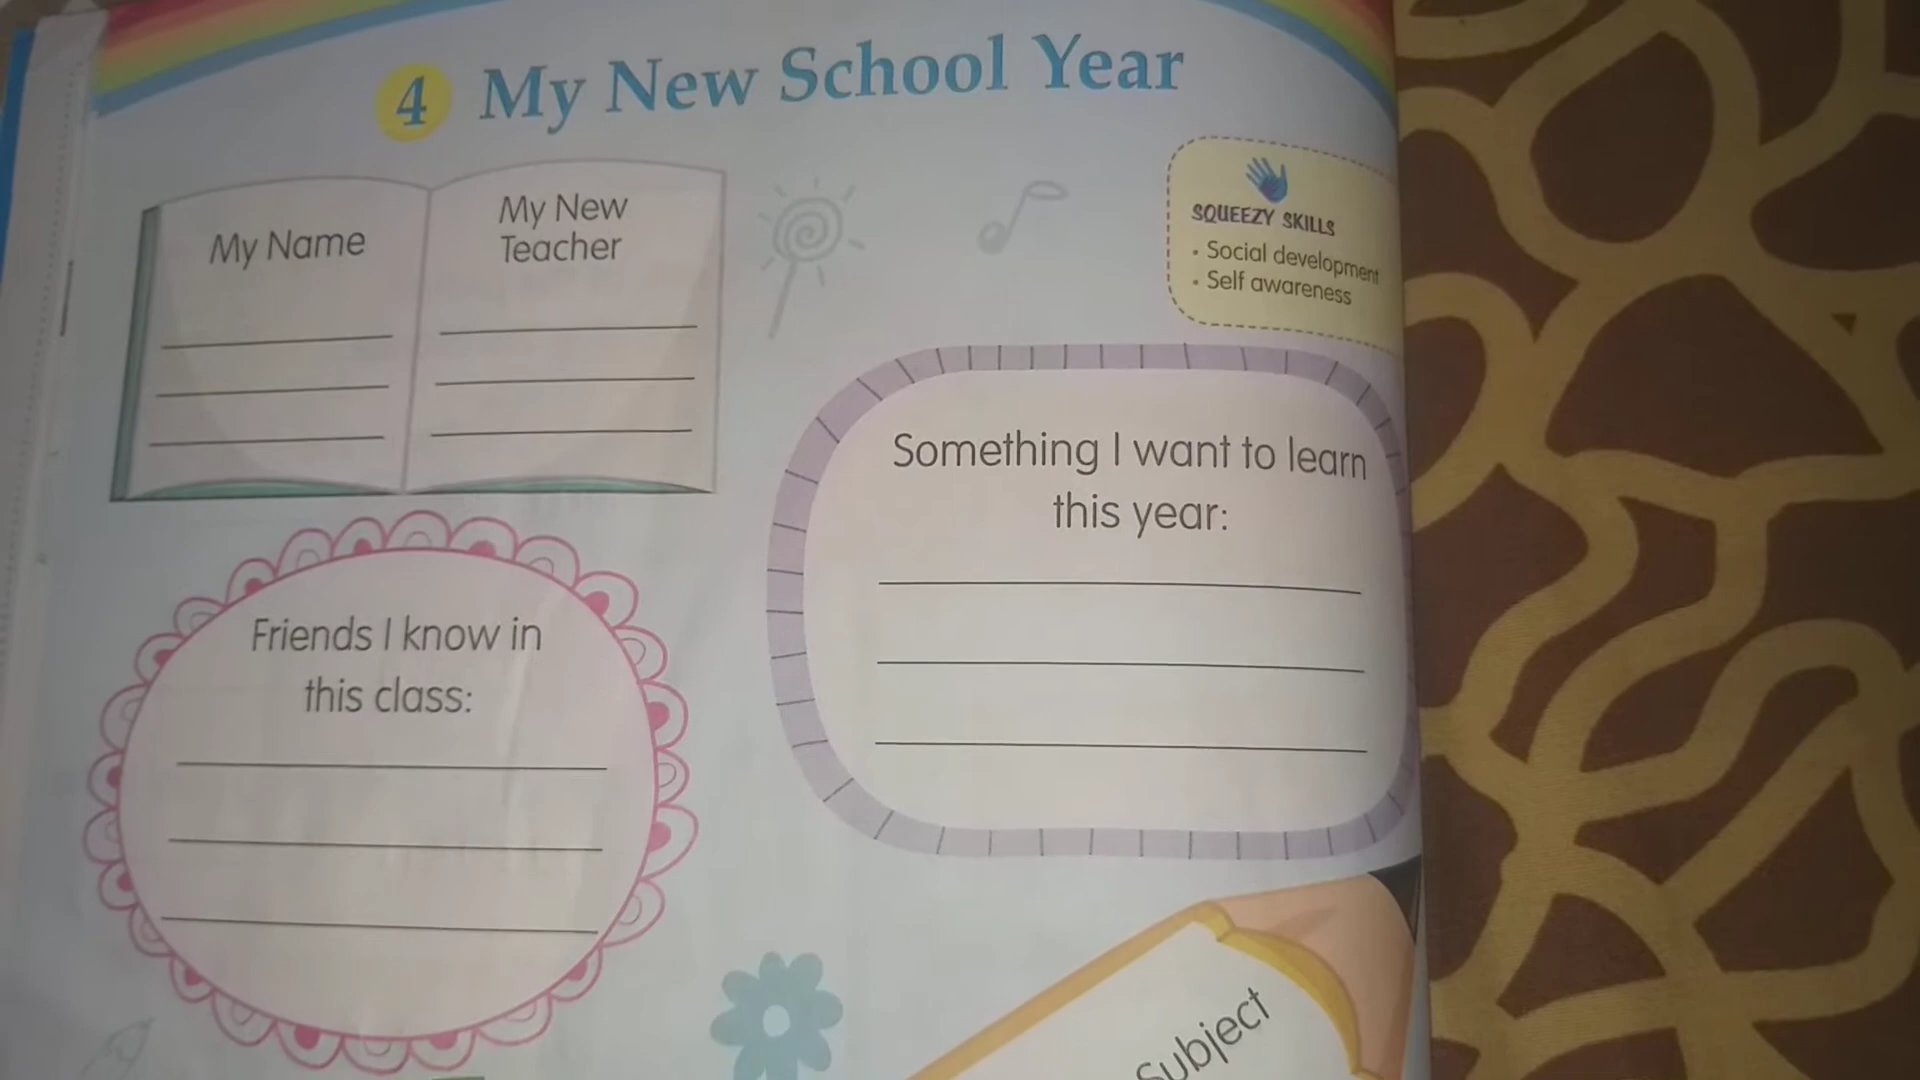 4 My New School Year
My Name
My New
Teacher
SQUEEZY SKILLS
• Social development
• Self awareness
Something I want to learn
this year:
Friends I know in
this class:
Subject